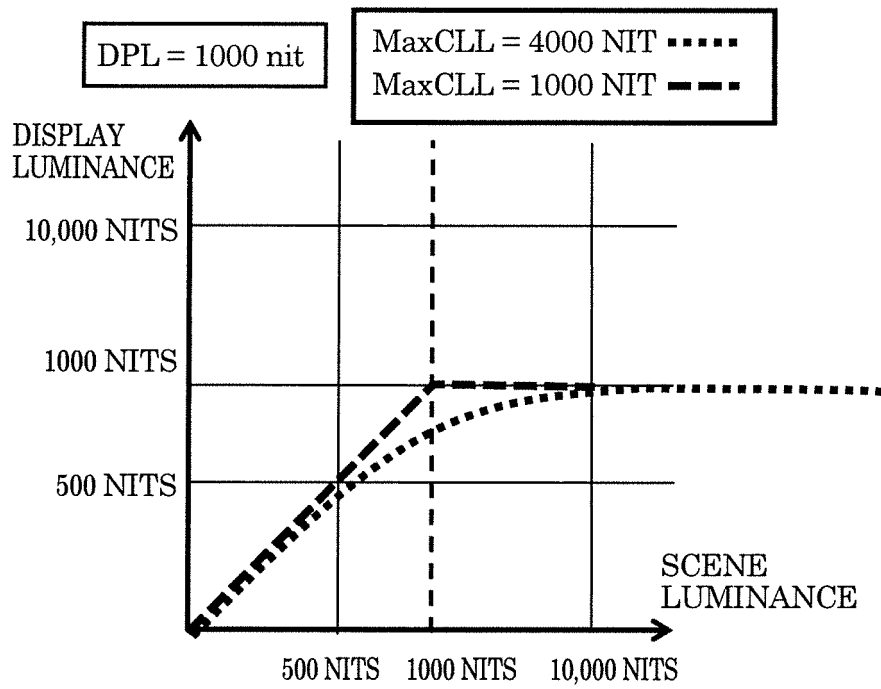 DPL = 1000 nit
MaxCLL = 4000 NIT
MaxCLL = 1000 NIT
DISPLAY
LUMINANCE
10,000 NITS
1000 NITS
500 NITS
SCENE
LUMINANCE
500 NITS
1000 NITS
10,000 NITS